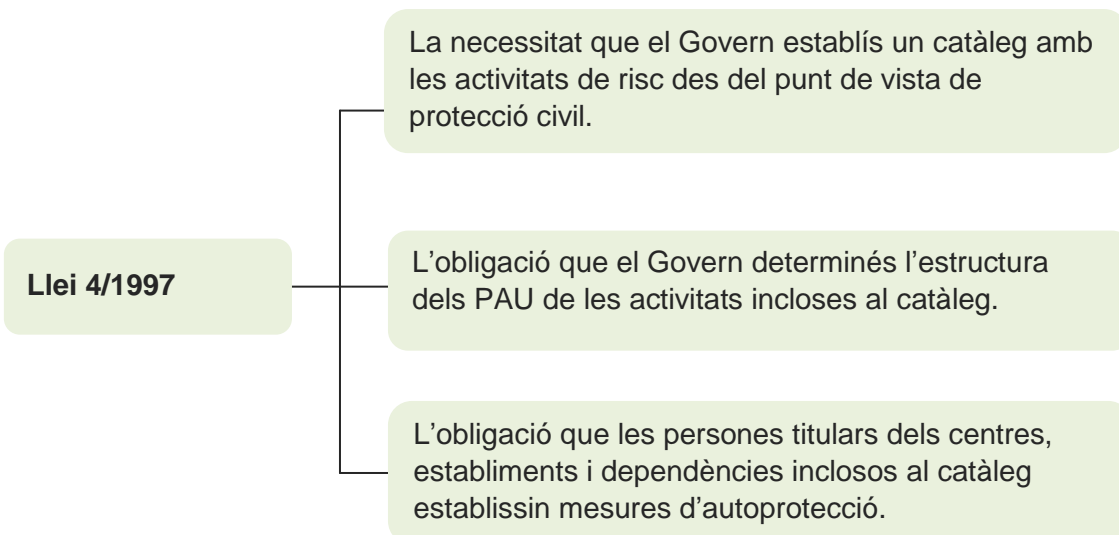 La necessitat que el Govern establís un catàleg amb
les activitats de risc des del punt de vista de
protecció civil.
Llei 4/1997
L’obligació que el Govern determinés l’estructura
dels PAU de les activitats incloses al catàleg.
L’obligació que les persones titulars dels centres,
establiments i dependències inclosos al catàleg
establissin mesures d’autoprotecció.